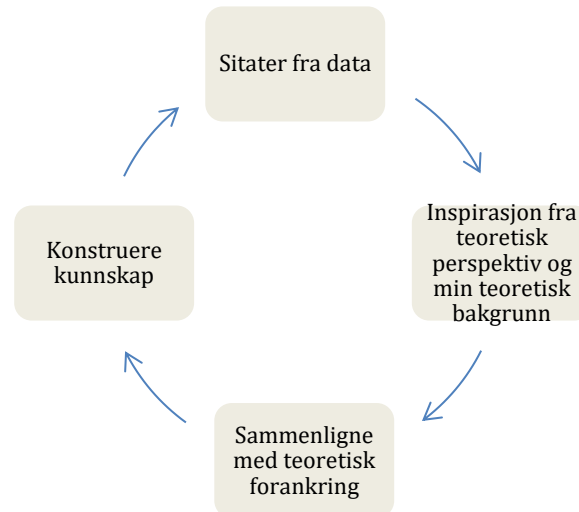 Sitater fra data
Inspirasjon fra
teoretisk
perspektiv og
min teoretisk
bakgrunn
Sammenligne
med teoretisk
forankring
Konstruere
kunnskap